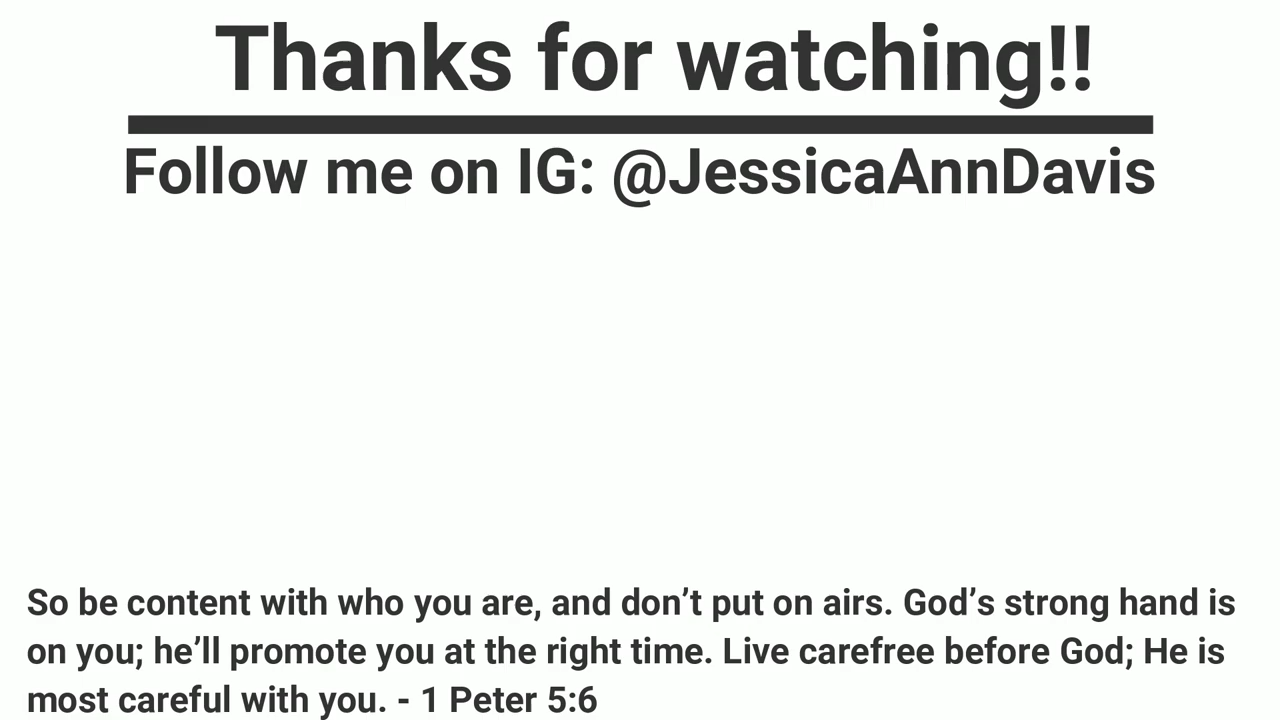 Thanks for watching!!
Follow me on IG: @JessicaAnnDavis
So be content with who you are, and don’t put on airs. God’s strong hand is
on you; he’ll promote you at the right time. Live carefree before God; He is
most careful with you. - 1 Peter 5:6